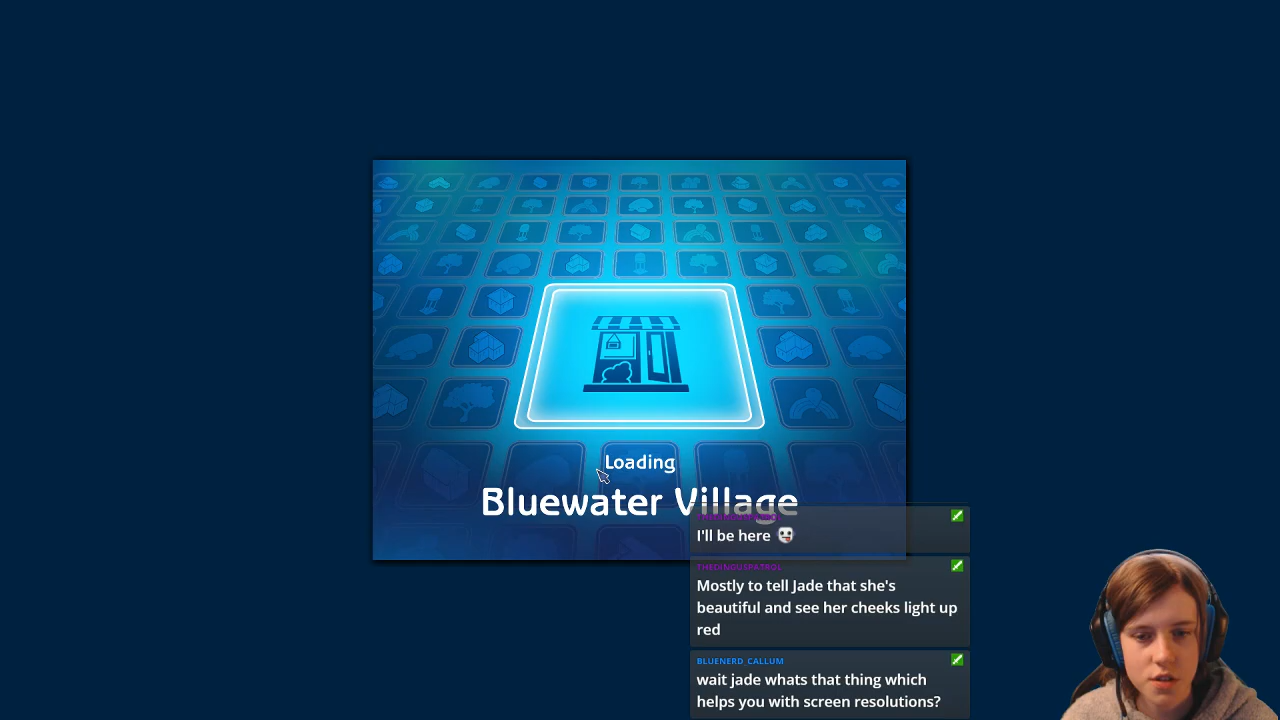 Loading
Bluewater Village
I'll be here
THEDINOUSPATROL
Mostly to tell Jade that she's
beautiful and see her cheeks light up
red
BLUENERD_CALLUM
wait jade whats that thing which
helps you with screen resolutions?